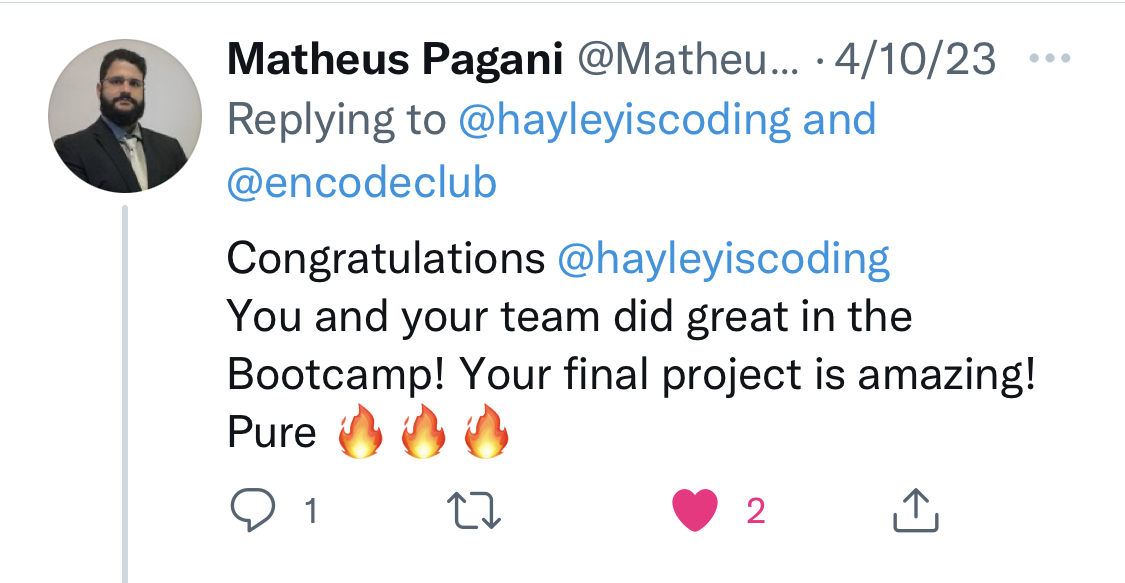 Matheus Pagani @Matheu... · 4/10/23
Replying to @hayleyiscoding and
@encodeclub
Congratulations @hayleyiscoding
You and your team did great in the
Bootcamp! Your final project is amazing!
Pure 🔥🔥🔥
1 2